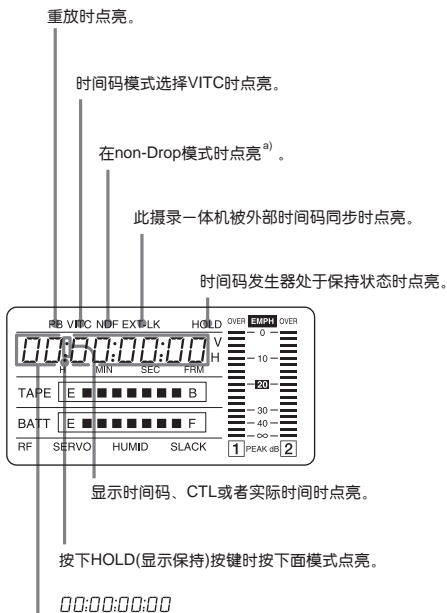 重放时点亮。
时间码模式选择VITC时点亮。
在non-Drop模式时点亮a)。
此摄录一体机被外部时间码同步时点亮。
时间码发生器处于保持状态时点亮。
PB VITC NDF EXT-LK HOLD
OVER EMPH OVER
00:00:00:00
V
H
H MIN SEC FRM
TAPE E B
BATT E F
RF SERVO HUMID SLACK
0
-10
-20
-30
-40
-∞
1 PEAK dB 2
显示时间码、CTL或者实际时间时点亮。
按下HOLD(显示保持)按键时按下面模式点亮。
00:00:00:00